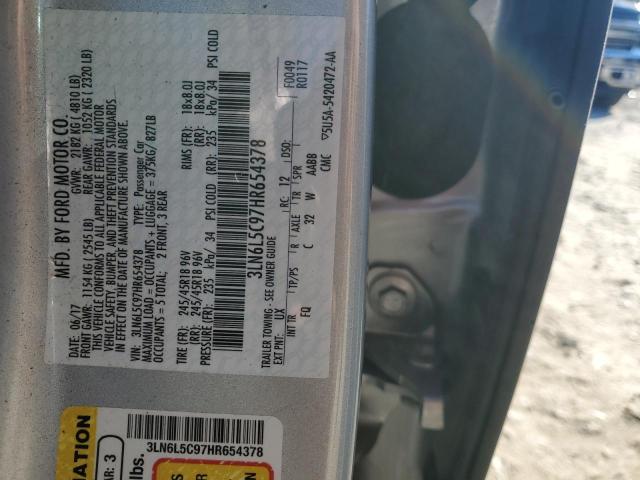 MFD. BY FORD MOTOR CO.
DATE: 06/17 GVWR: 2182 KG ( 4810 LB)
FRONT GAWR: 1154 KG (2545 LB) REAR GAWR: 1052 KG ( 2320 LB)
THIS VEHICLE CONFORMS TO ALL APPLICABLE FEDERAL MOTOR
VEHICLE SAFETY, BUMPER, AND THEFT PREVENTION STANDARDS
IN EFFECT ON THE DATE OF MANUFACTURE SHOWN ABOVE.
VIN: 3LN6L5C97HR654378 TYPE: Passenger Car
MAXIMUM LOAD = OCCUPANTS + LUGGAGE = 375KG/ 827LB
OCCUPANTS = 5 TOTAL: 2 FRONT, 3 REAR
TIRE (FR): 245/45R18 96V RIMS (FR): 18x8.0J
(RR): 245/45R18 96V (RR): 18x8.0J
PRESSURE (FR): 235 kPa/ 34 PSI COLD (RR): 235 kPa/ 34 PSI COLD
3LN6L5C97HR654378
F0049
R0117
TRAILER TOWING - SEE OWNER GUIDE
EXT PNT: UX RC: 12 DSO:
INT TR TP/PS R AXLE TR SPR
FQ C 32 W AABB
CMC 5U5A-5420472-AA
3LN6L5C97HR654378
MATION
AR: 3
lbs.